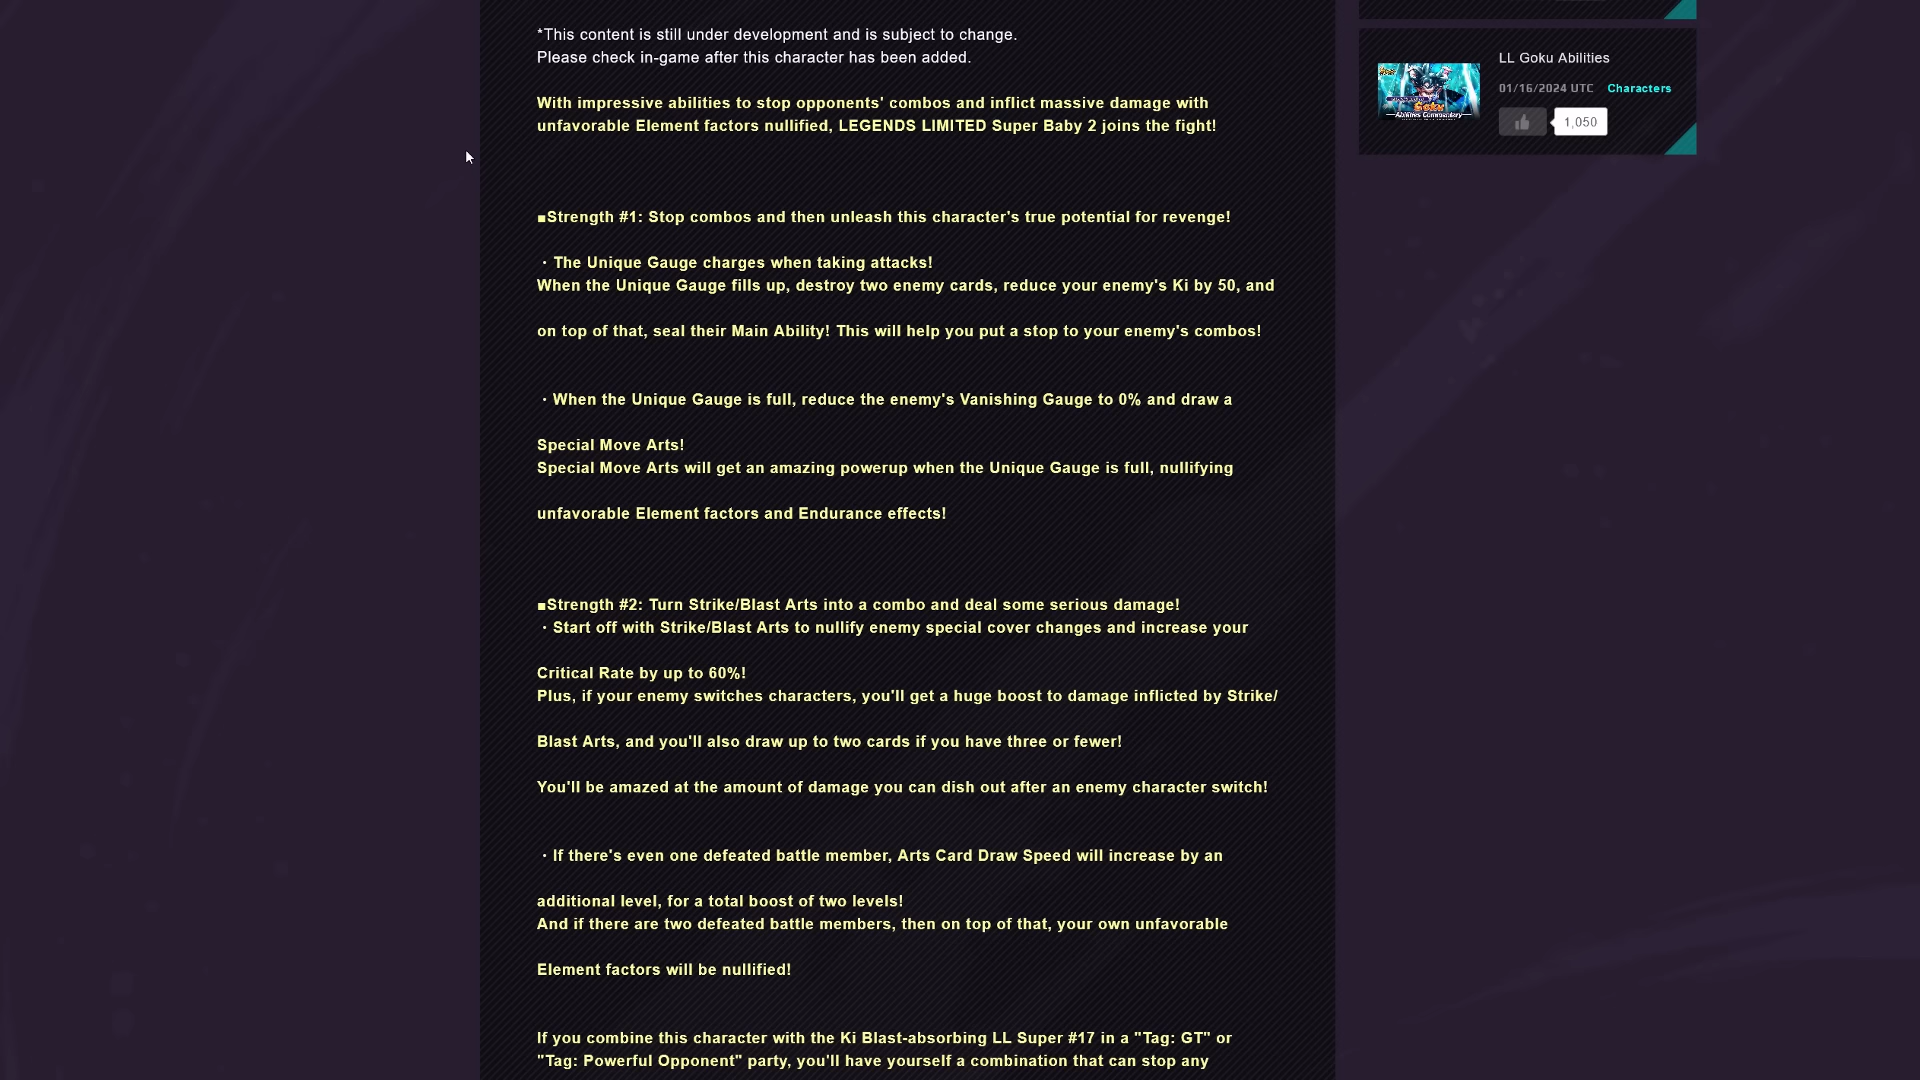 *This content is still under development and is subject to change.
Please check in-game after this character has been added.
With impressive abilities to stop opponents' combos and inflict massive damage with
unfavorable Element factors nullified, LEGENDS LIMITED Super Baby 2 joins the fight!
■Strength #1: Stop combos and then unleash this character's true potential for revenge!
・The Unique Gauge charges when taking attacks!
When the Unique Gauge fills up, destroy two enemy cards, reduce your enemy's Ki by 50, and
on top of that, seal their Main Ability! This will help you put a stop to your enemy's combos!
・When the Unique Gauge is full, reduce the enemy's Vanishing Gauge to 0% and draw a
Special Move Arts!
Special Move Arts will get an amazing powerup when the Unique Gauge is full, nullifying
unfavorable Element factors and Endurance effects!
■Strength #2: Turn Strike/Blast Arts into a combo and deal some serious damage!
・Start off with Strike/Blast Arts to nullify enemy special cover changes and increase your
Critical Rate by up to 60%!
Plus, if your enemy switches characters, you'll get a huge boost to damage inflicted by Strike/
Blast Arts, and you'll also draw up to two cards if you have three or fewer!
You'll be amazed at the amount of damage you can dish out after an enemy character switch!
・If there's even one defeated battle member, Arts Card Draw Speed will increase by an
additional level, for a total boost of two levels!
And if there are two defeated battle members, then on top of that, your own unfavorable
Element factors will be nullified!
If you combine this character with the Ki Blast-absorbing LL Super #17 in a "Tag: GT" or
"Tag: Powerful Opponent" party, you'll have yourself a combination that can stop any
LL Goku Abilities
01/16/2024 UTC Characters
1,050
Goku
Abilities Commentary